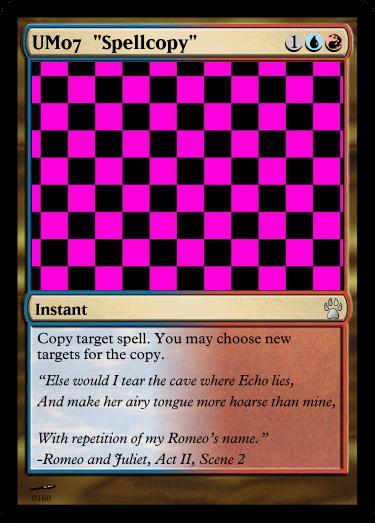 UM07 "Spellcopy" 1
Instant
Copy target spell. You may choose new
targets for the copy.
“Else would I tear the cave where Echo lies,
And make her airy tongue more hoarse than mine,
With repetition of my Romeo's name.”
-Romeo and Juliet, Act II, Scene 2
0160